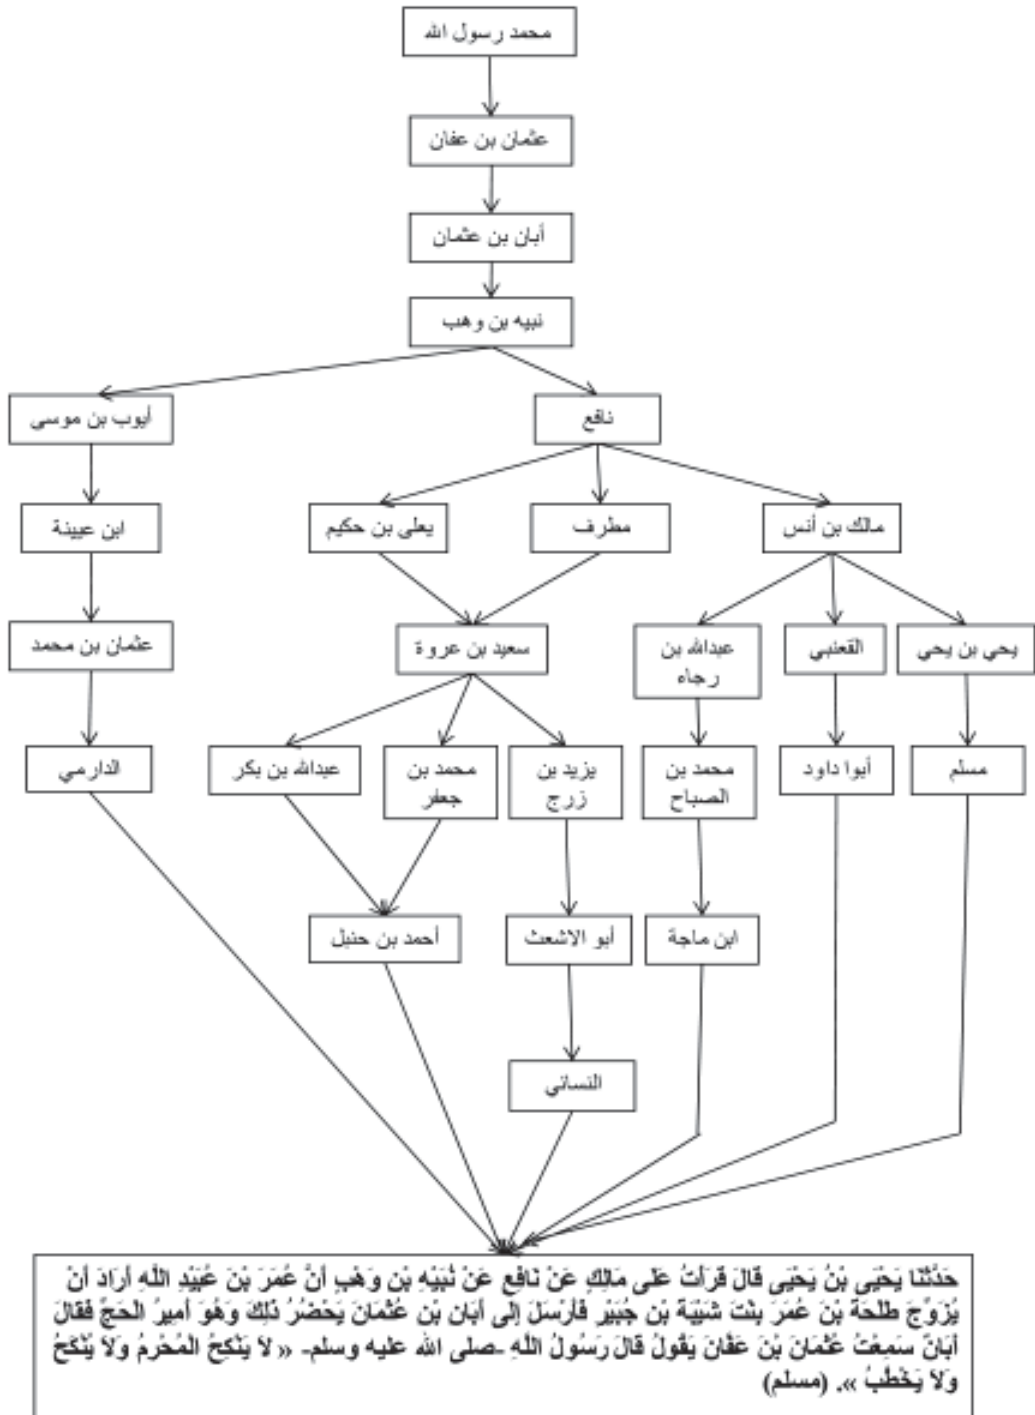 محمد رسول الله
عثمان بن عفان
أبان بن عثمان
نبيه بن وهب
أيوب بن موسى
نافع
ابن عيينة
يعلى بن حكيم
مطرف
مالك بن أنس
عثمان بن محمد
سعيد بن عروة
عبدالله بن
رجاه
القعنبي
يحي بن يحي
الدارمي
عبدالله بن بكر
محمد بن
جعفر
يزيد بن
زرج
محمد بن
الصباح
أبوا داود
مسلم
أحمد بن حنبل
أبو الاشعث
ابن ماجة
النسائي
حَدَّثَنَا يَحْيَى بْنُ يَحْيَى قَالَ قَرَأْتُ عَلَى مَالِكٍ عَنْ نَافِعٍ عَنْ نُبَيْهِ بْنِ وَهْبٍ أَنَّ عُمَرَ بْنَ عُبَيْدِ اللَّهِ أَرَادَ أَنْ
يُزَوِّجَ طَلْحَةَ بْنَ عُمَرَ بِنْتَ شَيْبَةَ بْنِ جُبَيْرٍ فَأَرْسَلَ إِلَى أَبَانَ بْنِ عُثْمَانَ يَحْضُرُ ذَلِكَ وَهُوَ أَمِيرُ الْحَجِّ فَقَالَ
أَبَانُ سَمِعْتُ عُثْمَانَ بْنَ عَفَّانَ يَقُولُ قَالَ رَسُولُ اللَّهِ -صلى الله عليه وسلم- « لاَ يَنْكِحُ الْمُحْرِمُ وَلاَ يُنْكَحُ
وَلاَ يَخْطُبُ ». (مسلم)